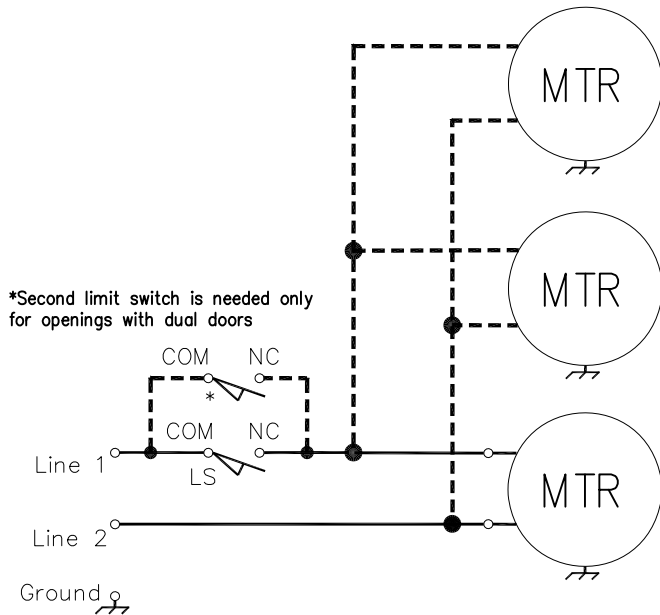 MTR
MTR
*Second limit switch is needed only
for openings with dual doors
COM NC
*
COM NC
Line 1
LS
MTR
Line 2
Ground